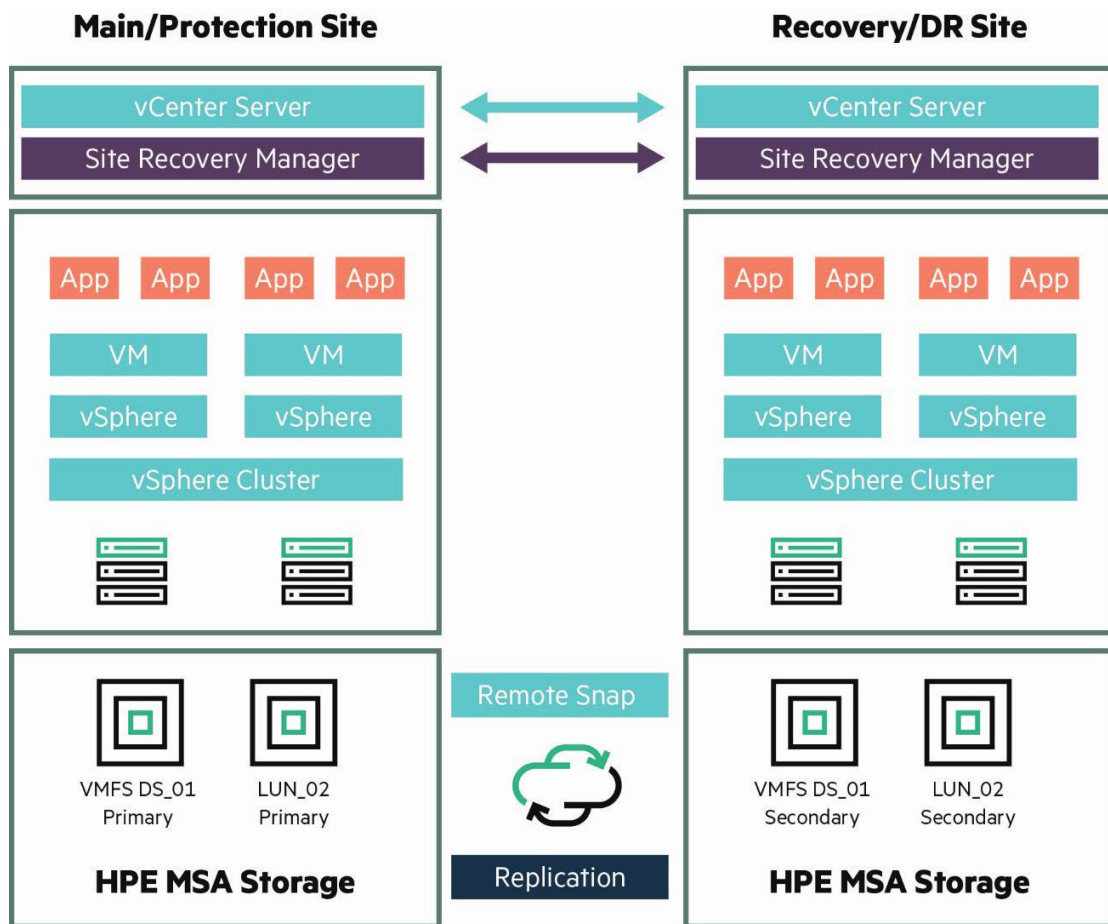 Main/Protection Site
Recovery/DR Site
vCenter Server
Site Recovery Manager
vCenter Server
Site Recovery Manager
App App App App
VM VM
vSphere vSphere
vSphere Cluster
App App App App
VM VM
vSphere vSphere
vSphere Cluster
VMFS DS_01
Primary
LUN_02
Primary
HPE MSA Storage
Remote Snap
Replication
VMFS DS_01
Secondary
LUN_02
Secondary
HPE MSA Storage